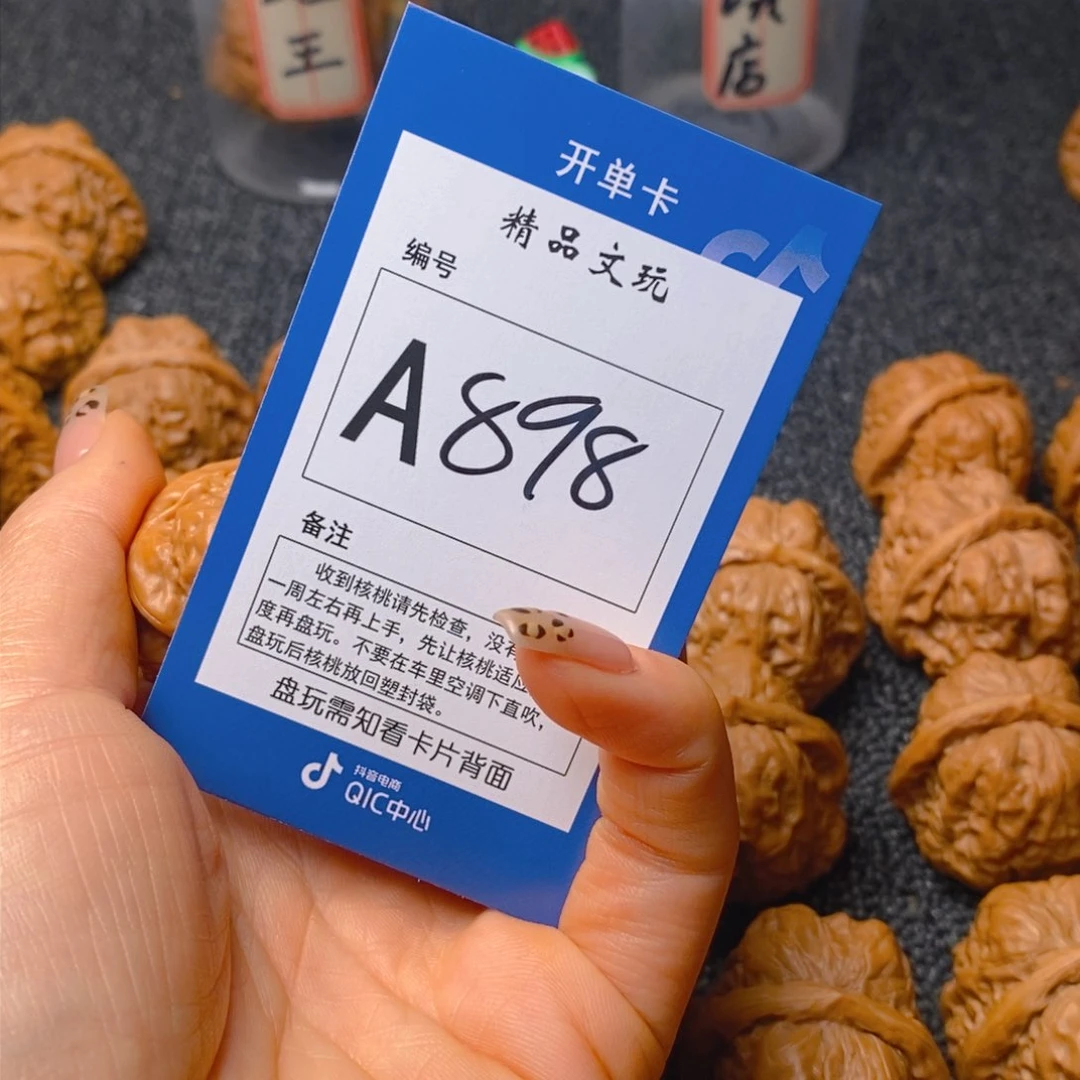 王
店
开单卡
精品文玩
编号
A898
备注
收到核桃请先检查，没有
一周左右再上手，先让核桃适应
度再盘玩。不要在车里空调下直吹，
盘玩后核桃放回塑封袋。
盘玩需知看卡片背面
抖音电商
QIC中心